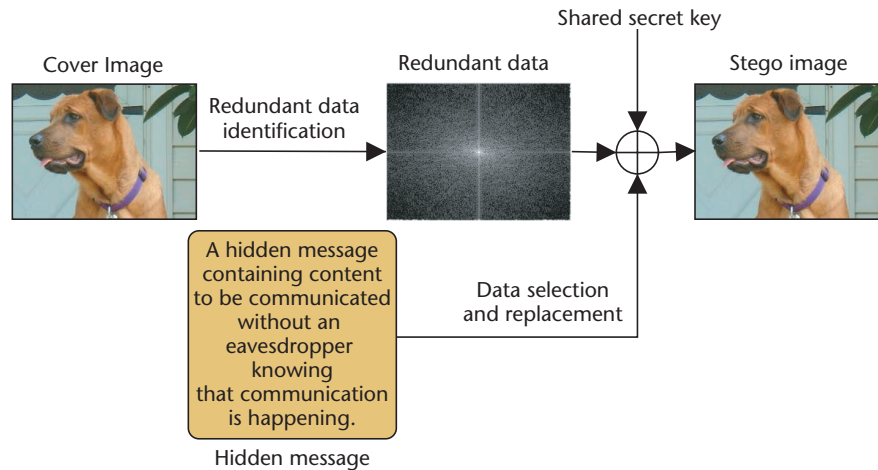 Shared secret key
Cover Image
Redundant data
Stego image
Redundant data
identification
A hidden message
containing content
to be communicated
without an
eavesdropper
knowing
that communication
is happening.
Data selection
and replacement
Hidden message